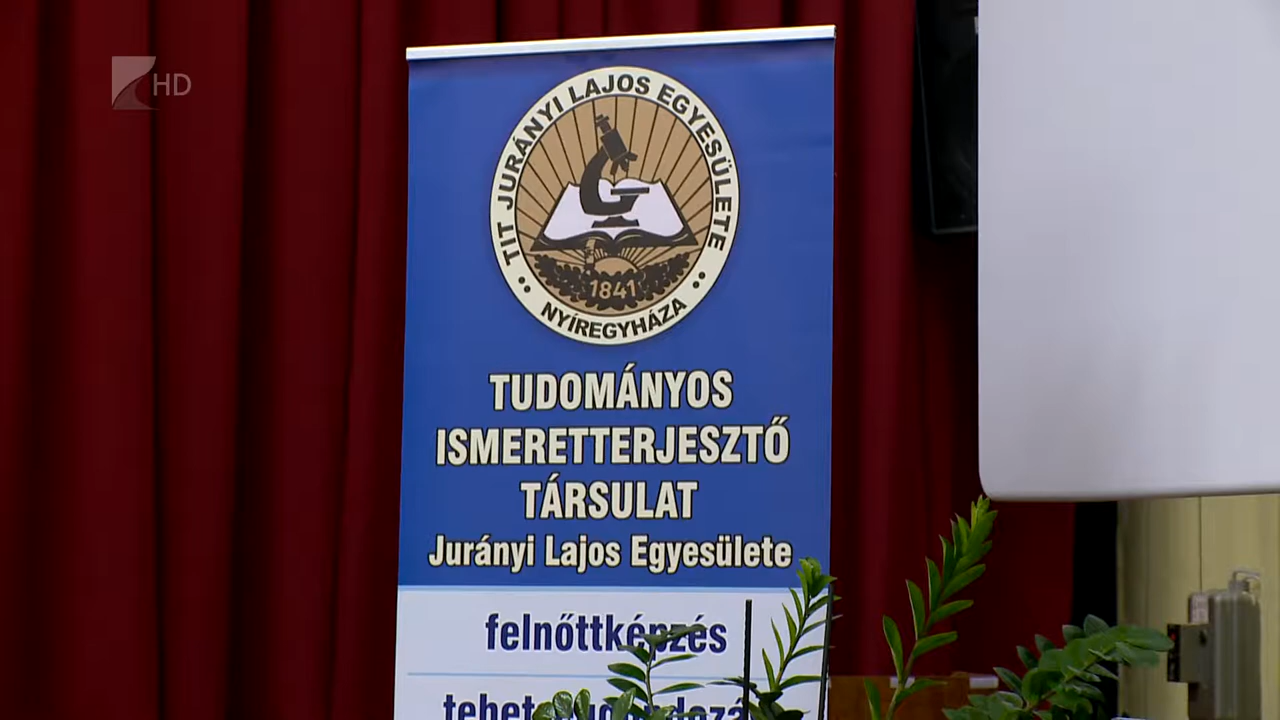 HD
TIT JURÁNYI LAJOS EGYESÜLETE
1841
NYÍREGYHÁZA
TUDOMÁNYOS
ISMERETTERJESZTŐ
TÁRSULAT
Jurányi Lajos Egyesülete
felnőttképzés